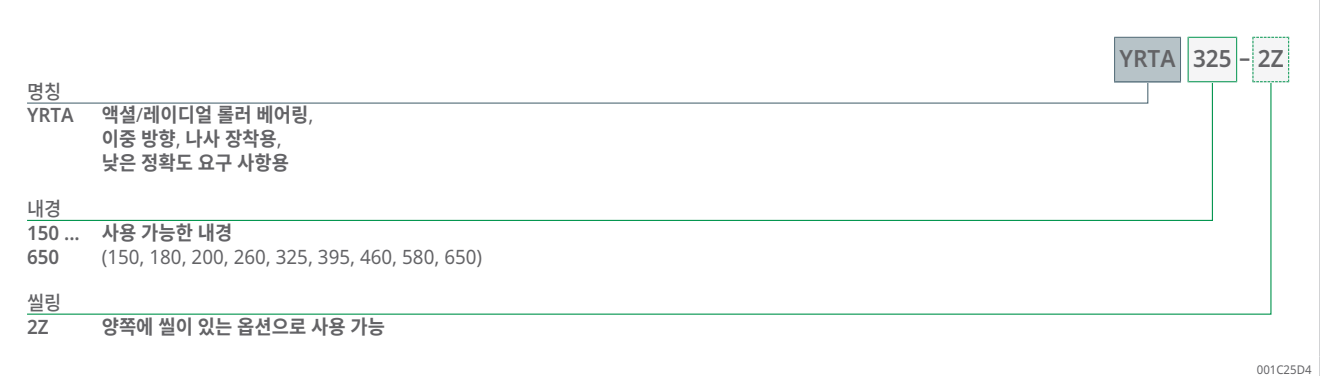 YRTA 325 – 2Z
명칭
YRTA 액셜/레이디얼 롤러 베어링,
이중 방향, 나사 장착용,
낮은 정확도 요구 사항용
내경
150 ... 사용 가능한 내경
650 (150, 180, 200, 260, 325, 395, 460, 580, 650)
씰링
2Z 양쪽에 씰이 있는 옵션으로 사용 가능
001C25D4